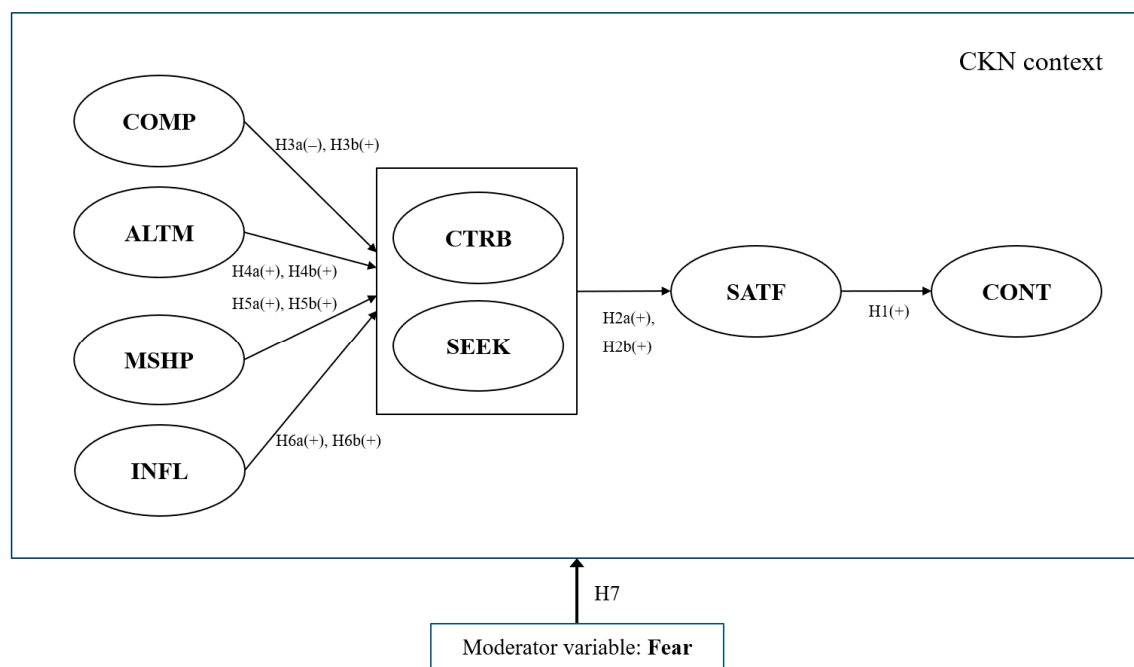 CKN context
COMP
H3a(–), H3b(+)
ALTM
CTRB
H4a(+), H4b(+)
H5a(+), H5b(+)
SATF
CONT
H1(+)
H2a(+),
H2b(+)
MSHP
SEEK
H6a(+), H6b(+)
INFL
H7
Moderator variable: Fear